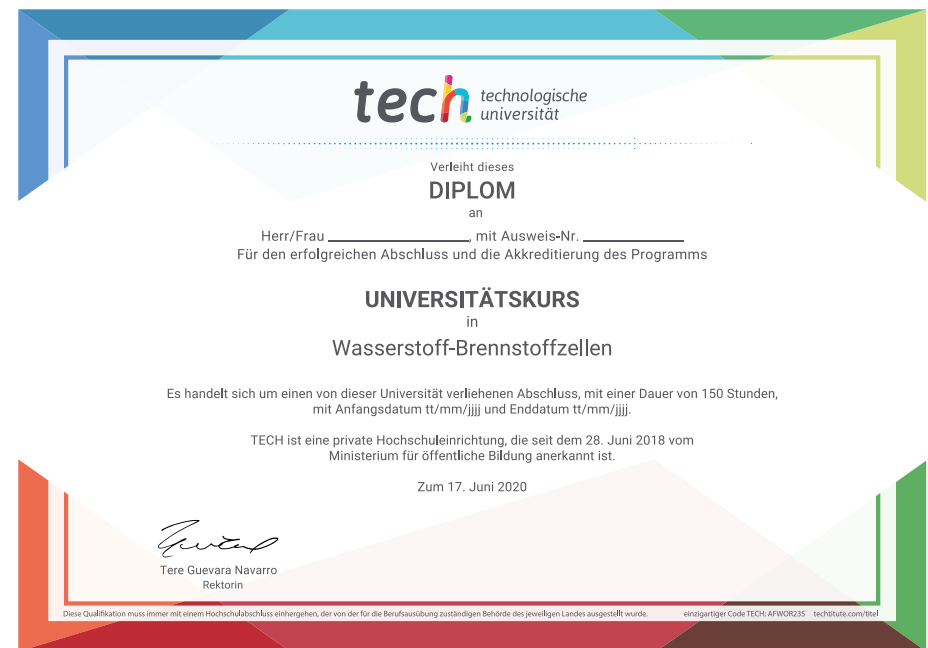 tech technologische
universität
Verleiht dieses
DIPLOM
an
Herr/Frau ____________________, mit Ausweis-Nr. ______________
Für den erfolgreichen Abschluss und die Akkreditierung des Programms
UNIVERSITÄTSKURS
in
Wasserstoff-Brennstoffzellen
Es handelt sich um einen von dieser Universität verliehenen Abschluss, mit einer Dauer von 150 Stunden,
mit Anfangsdatum tt/mm/jjjj und Enddatum tt/mm/jjjj.
TECH ist eine private Hochschuleinrichtung, die seit dem 28. Juni 2018 vom
Ministerium für öffentliche Bildung anerkannt ist.
Zum 17. Juni 2020
Tere Guevara Navarro
Rektorin
Diese Qualifikation muss immer mit einem Hochschulabschluss einhergehen, der von der für die Berufsausübung zuständigen Behörde des jeweiligen Landes ausgestellt wurde. einzigartiger Code TECH: AFWOR23S techtitute.com/titel